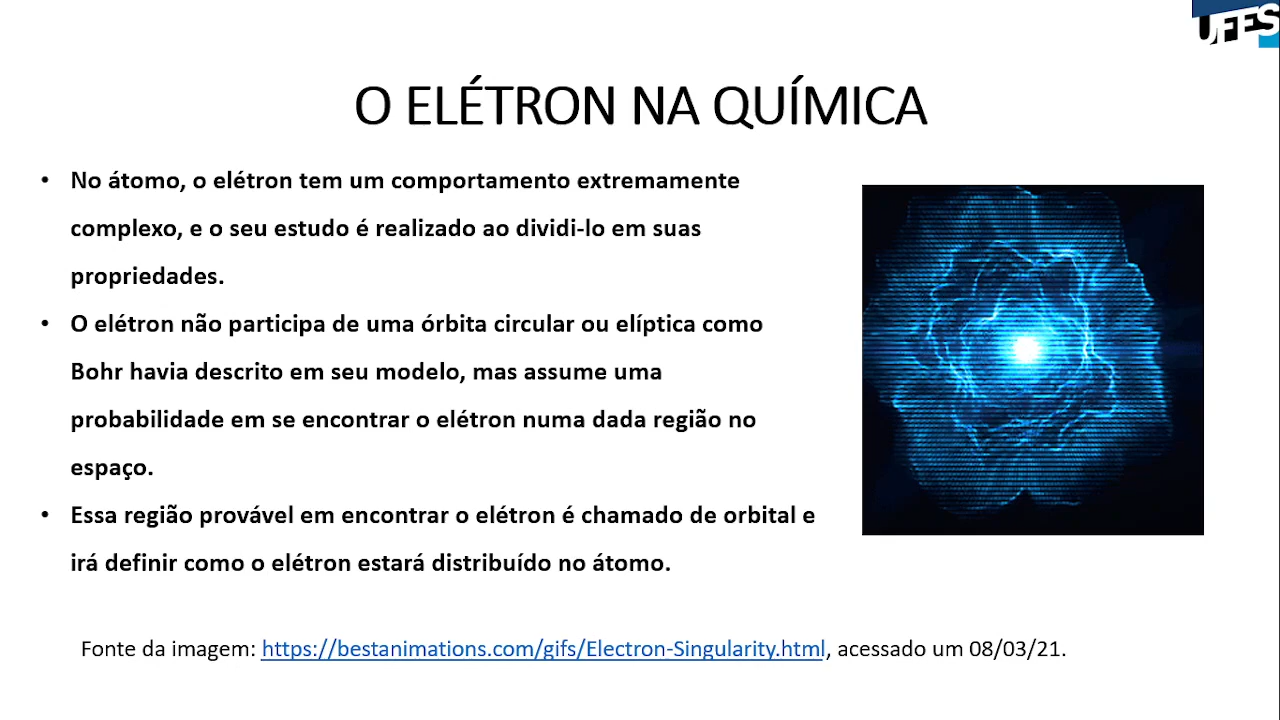 UFES
O ELÉTRON NA QUÍMICA
• No átomo, o elétron tem um comportamento extremamente
complexo, e o seu estudo é realizado ao dividi-lo em suas
propriedades.
• O elétron não participa de uma órbita circular ou elíptica como
Bohr havia descrito em seu modelo, mas assume uma
probabilidade em se encontrar o elétron numa dada região no
espaço.
• Essa região provável em encontrar o elétron é chamado de orbital e
irá definir como o elétron estará distribuído no átomo.
Fonte da imagem: https://bestanimations.com/gifs/Electron-Singularity.html, acessado um 08/03/21.